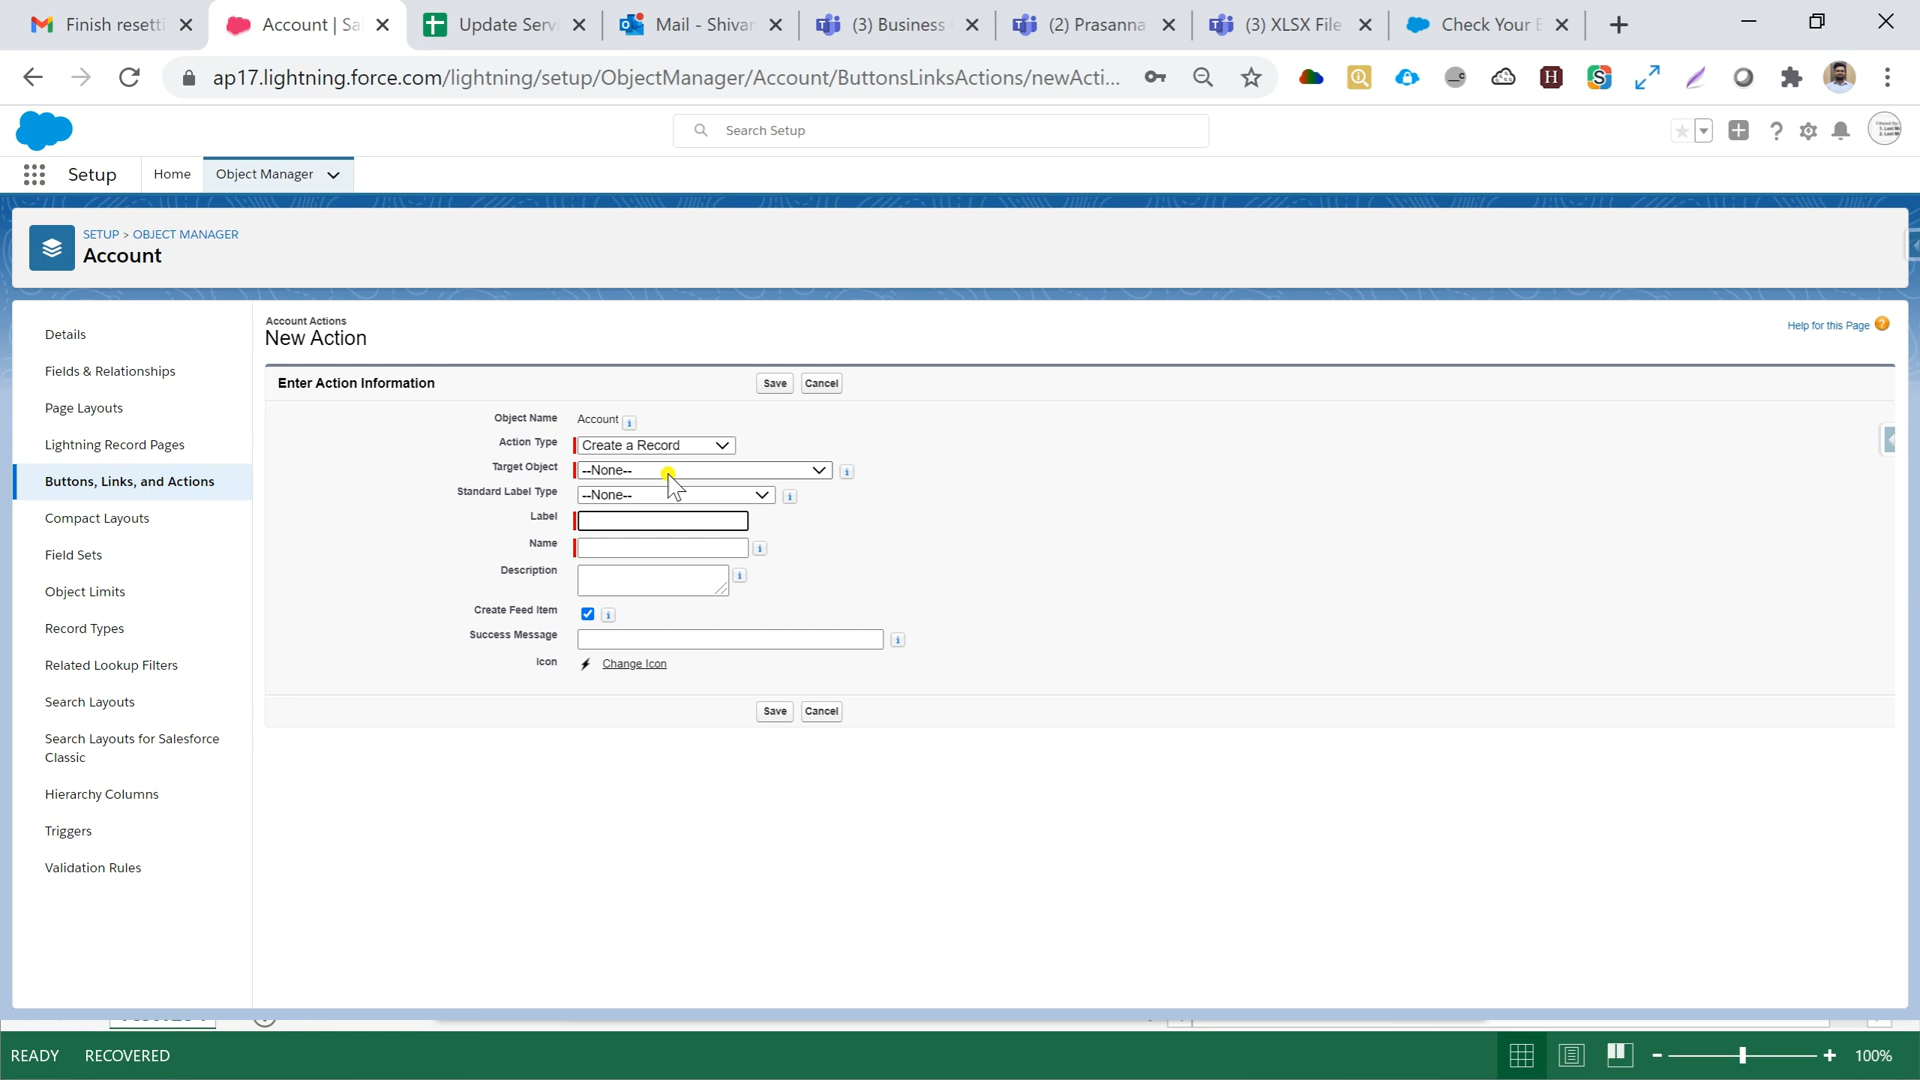 Finish resetti
Account | Sa
Update Servi
Mail - Shivan
(3) Business
(2) Prasanna
(3) XLSX File
Check Your E
ap17.lightning.force.com/lightning/setup/ObjectManager/Account/ButtonsLinksActions/newActi...
Search Setup
Setup
Home
Object Manager
SETUP > OBJECT MANAGER
Account
Details
Fields & Relationships
Page Layouts
Lightning Record Pages
Buttons, Links, and Actions
Compact Layouts
Field Sets
Object Limits
Record Types
Related Lookup Filters
Search Layouts
Search Layouts for Salesforce
Classic
Hierarchy Columns
Triggers
Validation Rules
Account Actions
New Action
Help for this Page
Enter Action Information
Save
Cancel
Object Name Account
Action Type Create a Record
Target Object --None--
Standard Label Type --None--
Label
Name
Description
Create Feed Item
Success Message
Icon Change Icon
Save
Cancel
READY
RECOVERED
100%